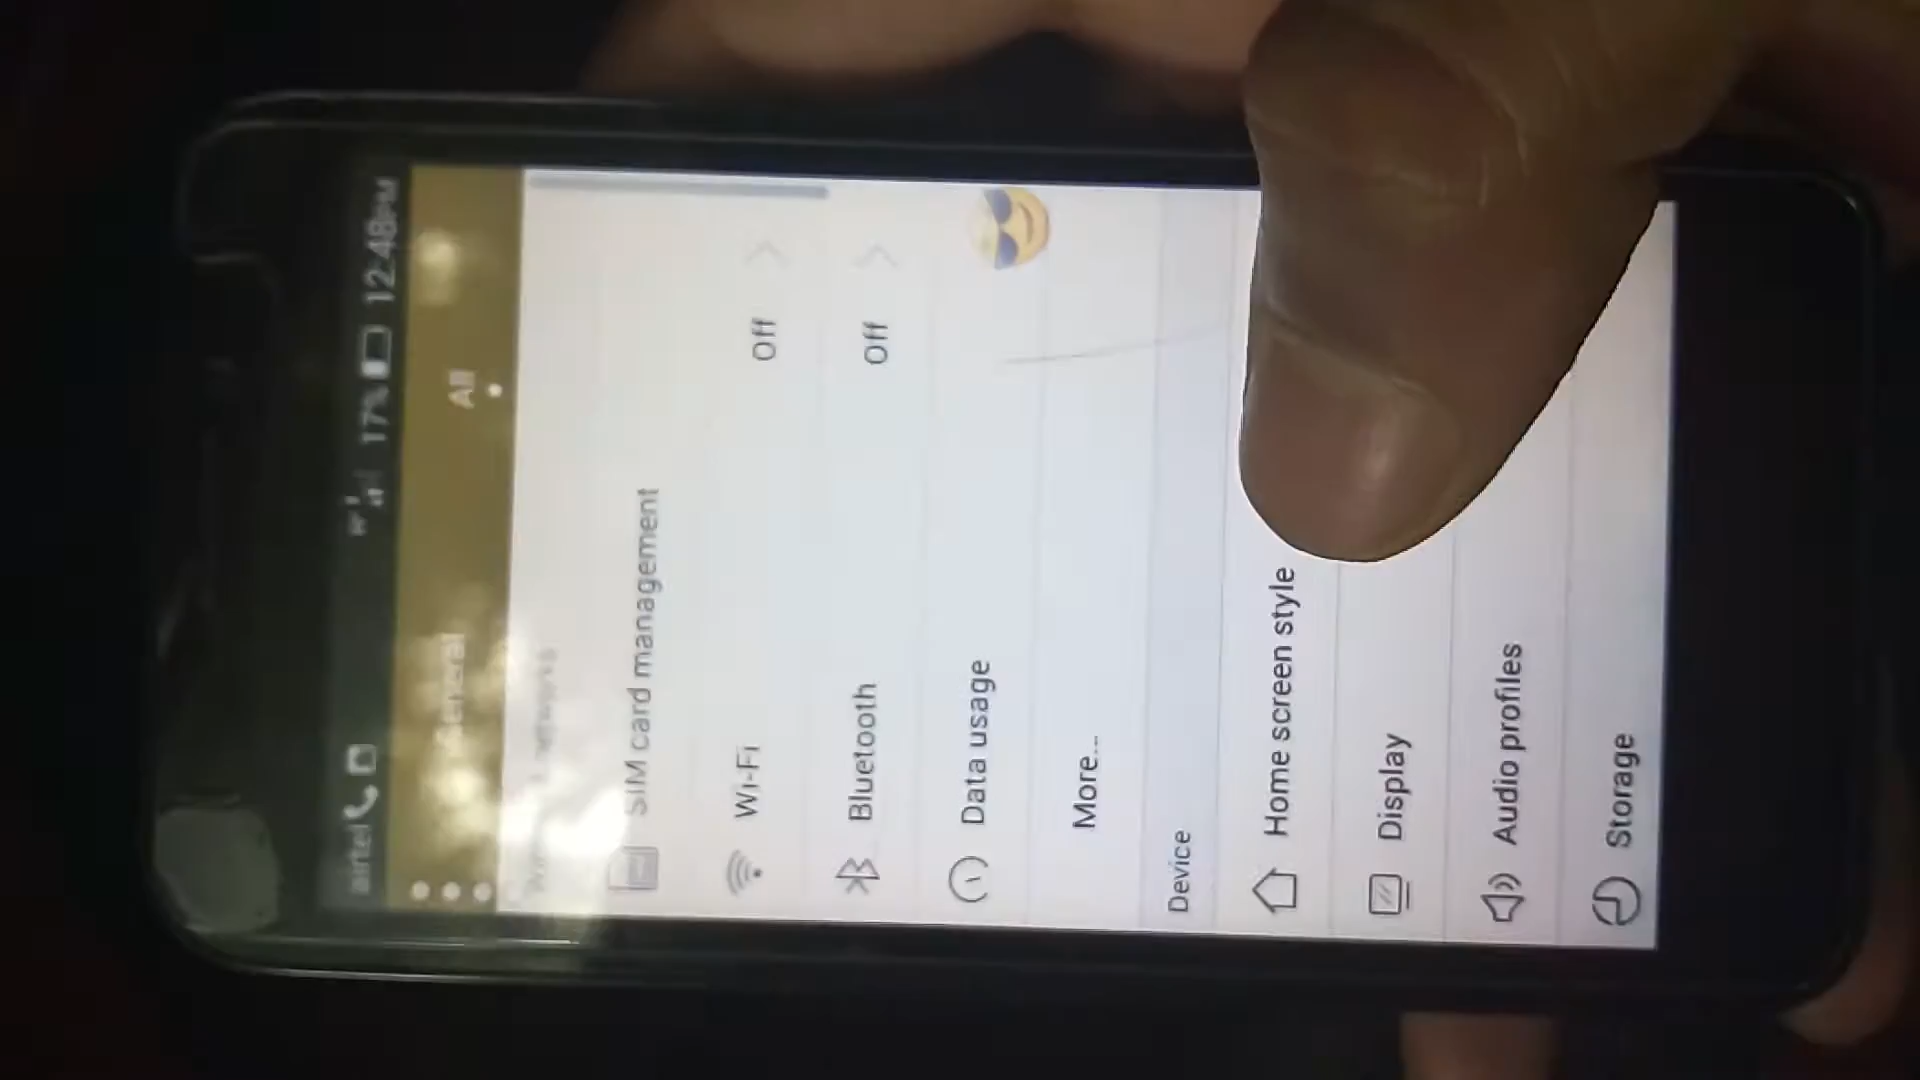 airtel 17% 12:48PM
General All
SIM card management
Wi-Fi Off
Bluetooth Off
Data usage
More...
Device
Home screen style
Display
Audio profiles
Storage